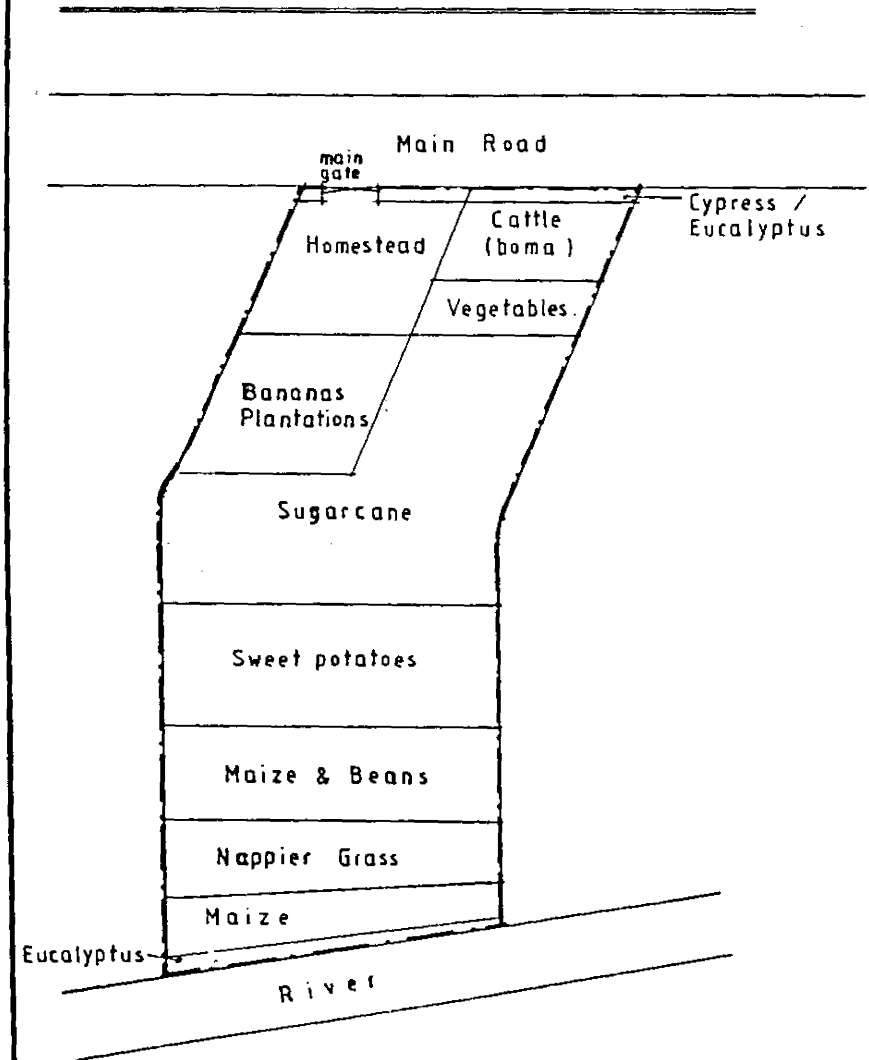 Main Road
main
gate
Cypress /
Eucalyptus
Cattle
(boma)
Homestead
Vegetables.
Bananas
Plantations
Sugarcane
Sweet potatoes
Maize & Beans
Nappier Grass
Maize
Eucalyptus
River